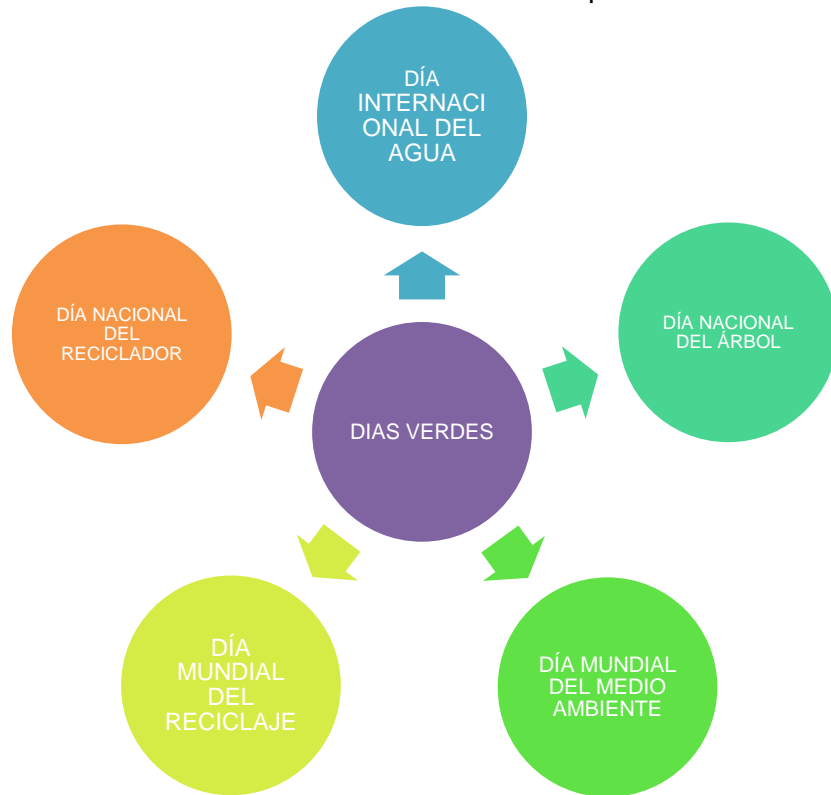 DÍA
INTERNACI
ONAL DEL
AGUA
DÍA NACIONAL
DEL
RECICLADOR
DÍA NACIONAL
DEL ÁRBOL
DIAS VERDES
DÍA
MUNDIAL
DEL
RECICLAJE
DÍA MUNDIAL
DEL MEDIO
AMBIENTE